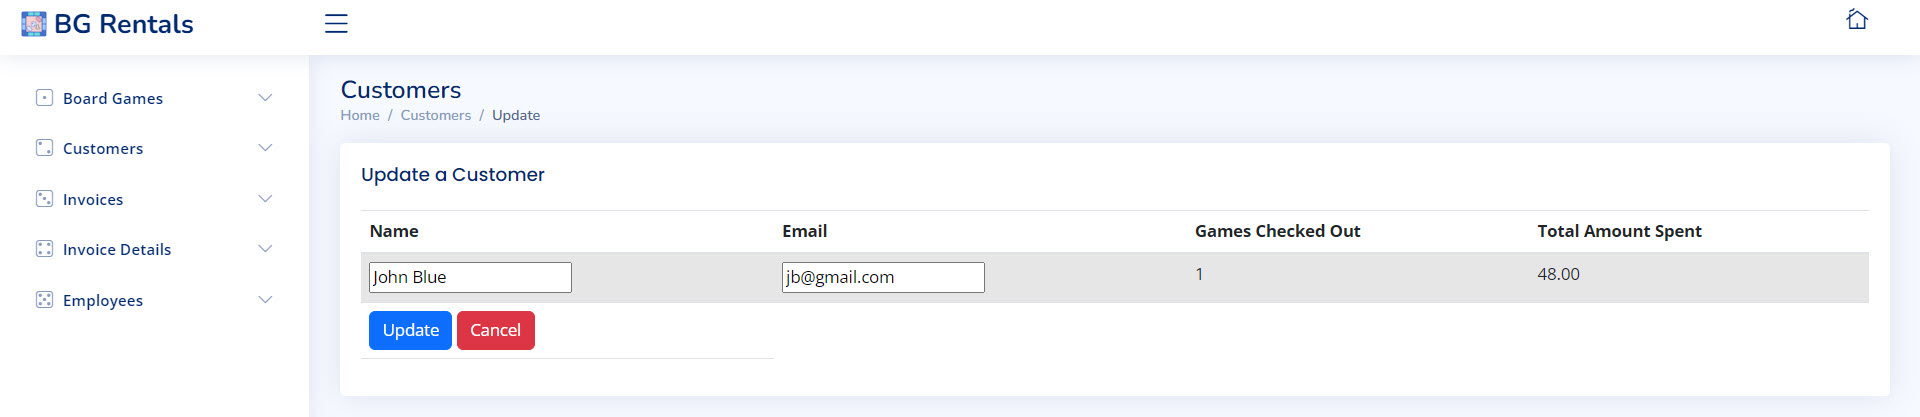 BG Rentals
Board Games
Customers
Invoices
Invoice Details
Employees
Customers
Home / Customers / Update
Update a Customer
Name Email Games Checked Out Total Amount Spent
John Blue jb@gmail.com 1 48.00
Update Cancel